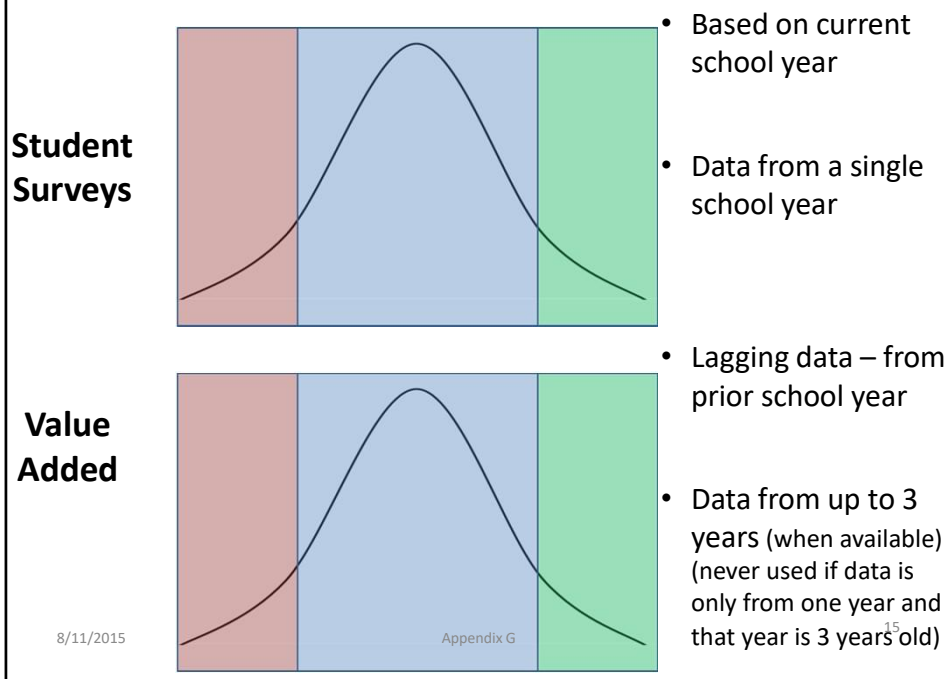 Student
Surveys
• Based on current
school year
• Data from a single
school year
Value
Added
• Lagging data – from
prior school year
• Data from up to 3
years (when available)
(never used if data is
only from one year and
that year is 3 years old)
8/11/2015
Appendix G
15